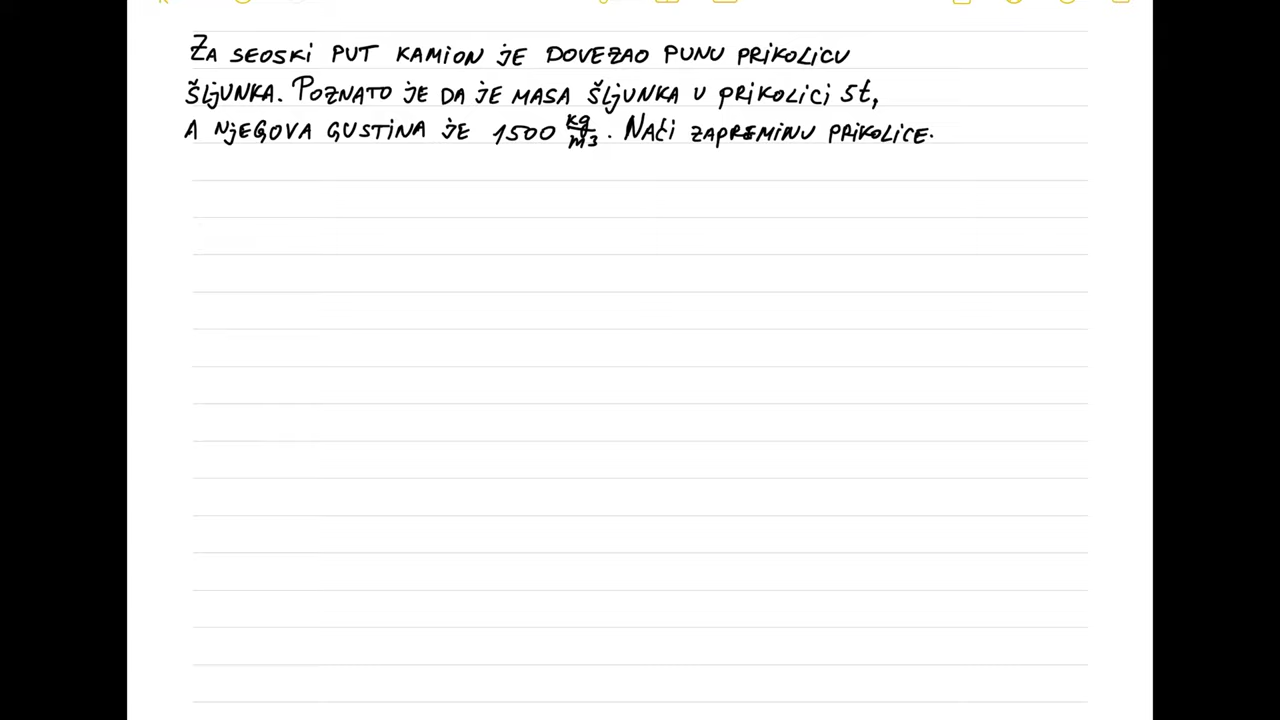 Za seoski put kamion je dovezao punu prikolicu
šljunka. Poznato je da je masa šljunka u prikolici 5t,
a njegova gustina je 1500 kg/m3. Naći zapreminu prikolice.